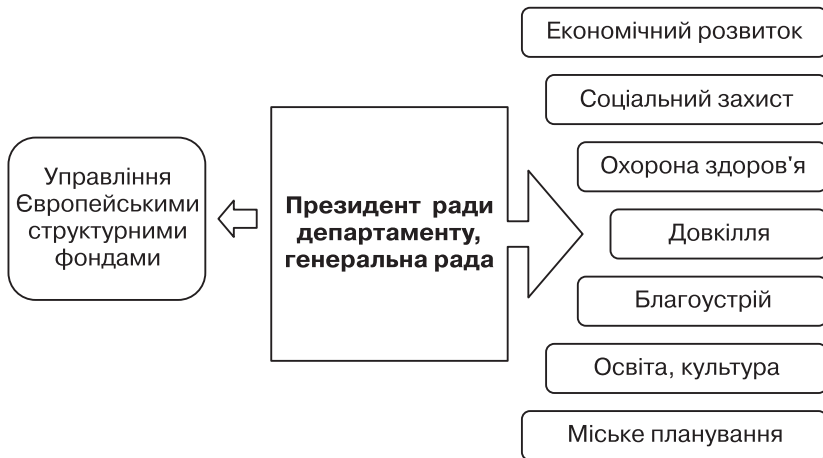 Управління
Європейськими
структурними
фондами
Президент ради
департаменту,
генеральна рада
Економічний розвиток
Соціальний захист
Охорона здоров'я
Довкілля
Благоустрій
Освіта, культура
Міське планування